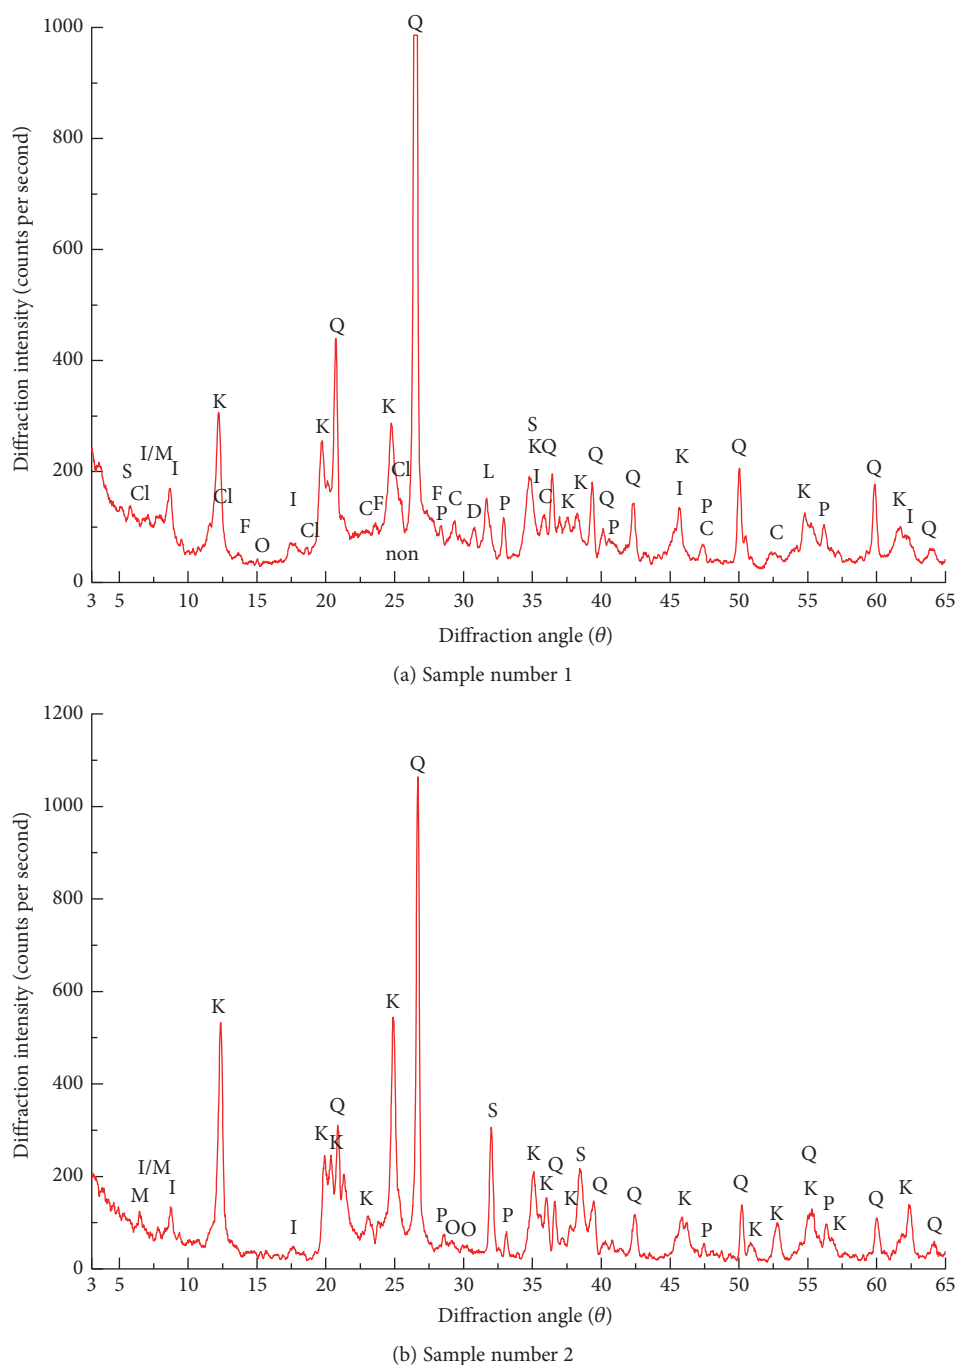 1000
800
600
400
200
0
Diffraction intensity (counts per second)
Q
Q
K
K
K
S
I/M
I
Cl
Cl
F
O
I
Cl
C
F
Cl
non
F
P
C
D
L
P
S
K Q
I
C
K
K
Q
Q
P
Q
K
I
P
C
Q
C
K
P
Q
K
I
Q
3 5 10 15 20 25 30 35 40 45 50 55 60 65
Diffraction angle (θ)
(a) Sample number 1
1200
1000
800
600
400
200
0
Diffraction intensity (counts per second)
Q
K
K
Q
K
K
I/M
M
I
I
K
P
O
O
S
P
K
K
Q
K
S
Q
Q
K
P
Q
K
K
Q
K
P
K
Q
K
Q
3 5 10 15 20 25 30 35 40 45 50 55 60 65
Diffraction angle (θ)
(b) Sample number 2